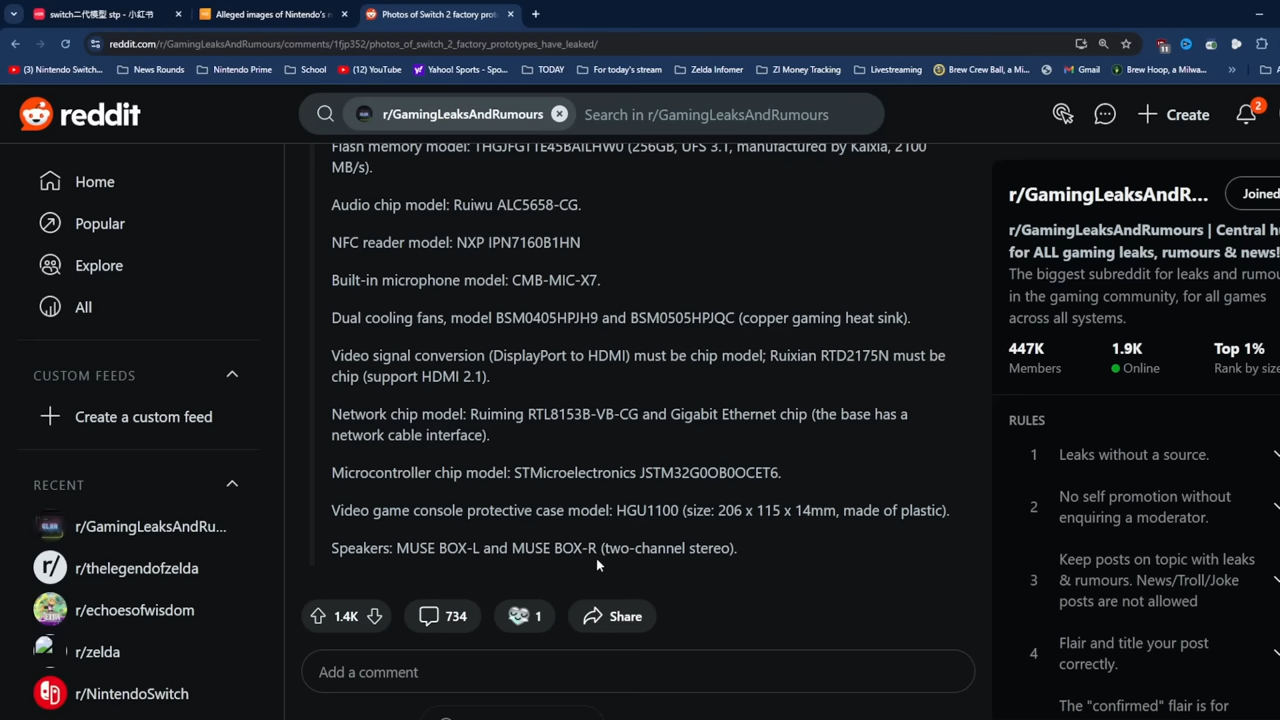 switch二代模型 stp - 小红书
Alleged images of Nintendo's n
Photos of Switch 2 factory prot
reddit.com/r/GamingLeaksAndRumours/comments/1fjp352/photos_of_switch_2_factory_prototypes_have_leaked/
11
(3) Nintendo Switch...
News Rounds
Nintendo Prime
School
(12) YouTube
Yahoo! Sports - Spo...
TODAY
For today's stream
Zelda Infomer
ZI Money Tracking
Livestreaming
Brew Crew Ball, a Mi...
Gmail
Brew Hoop, a Milwa...
reddit
r/GamingLeaksAndRumours
Search in r/GamingLeaksAndRumours
Create
2
Home
Popular
Explore
All
CUSTOM FEEDS
Create a custom feed
RECENT
r/GamingLeaksAndRu...
r/thelegendofzelda
r/echoesofwisdom
r/zelda
r/NintendoSwitch
Flash memory model: THGJFGT1E45BAILHW0 (256GB, UFS 3.1, manufactured by Kaixia, 2100
MB/s).
Audio chip model: Ruiwu ALC5658-CG.
NFC reader model: NXP IPN7160B1HN
Built-in microphone model: CMB-MIC-X7.
Dual cooling fans, model BSM0405HPJH9 and BSM0505HPJQC (copper gaming heat sink).
Video signal conversion (DisplayPort to HDMI) must be chip model; Ruixian RTD2175N must be
chip (support HDMI 2.1).
Network chip model: Ruiming RTL8153B-VB-CG and Gigabit Ethernet chip (the base has a
network cable interface).
Microcontroller chip model: STMicroelectronics JSTM32G0OB0OCET6.
Video game console protective case model: HGU1100 (size: 206 x 115 x 14mm, made of plastic).
Speakers: MUSE BOX-L and MUSE BOX-R (two-channel stereo).
1.4K
734
1
Share
Add a comment
r/GamingLeaksAndR...
Joined
r/GamingLeaksAndRumours | Central hu
for ALL gaming leaks, rumours & news!
The biggest subreddit for leaks and rumou
in the gaming community, for all games
across all systems.
447K
1.9K
Top 1%
Members
Online
Rank by size
RULES
1 Leaks without a source.
2 No self promotion without
enquiring a moderator.
3 Keep posts on topic with leaks
& rumours. News/Troll/Joke
posts are not allowed
4 Flair and title your post
correctly.
The "confirmed" flair is for